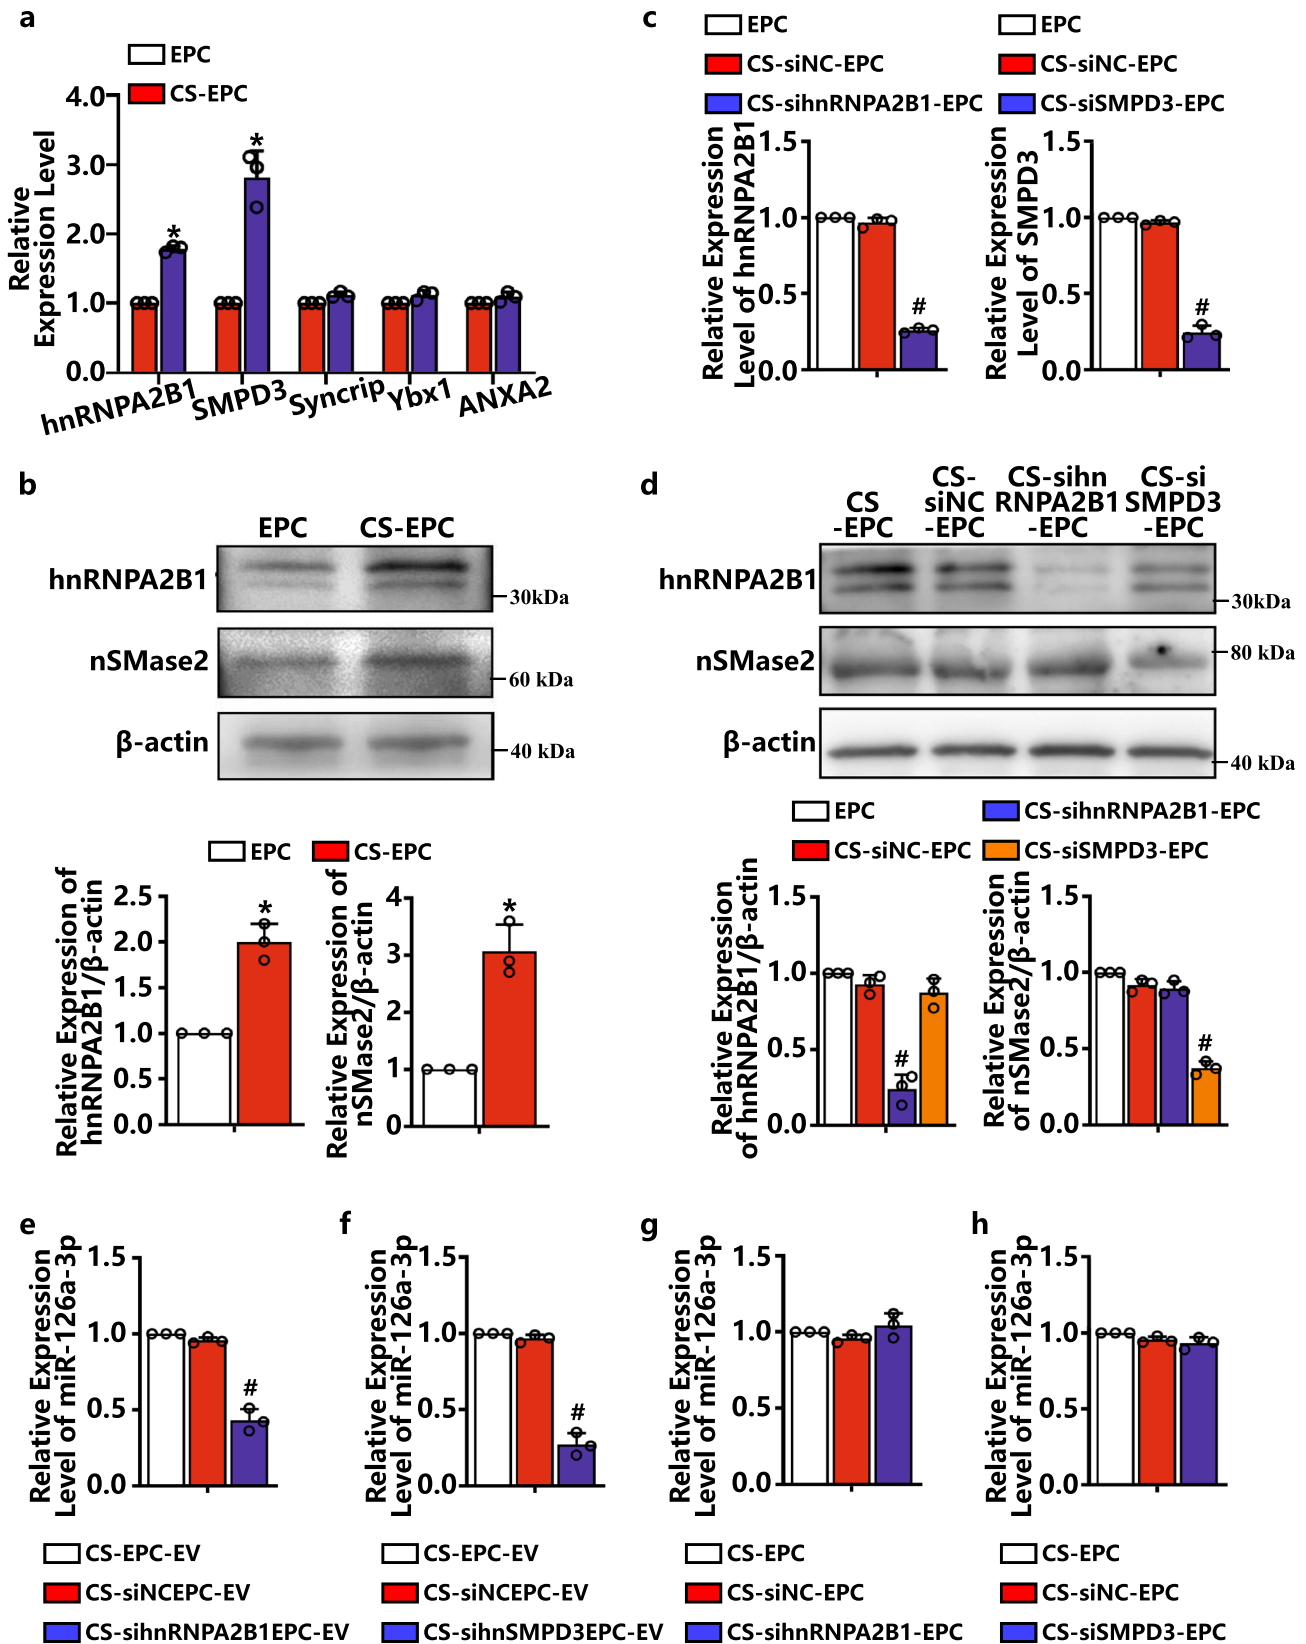 a
EPC
CS-EPC
Relative
Expression Level
4.0
3.0
2.0
1.0
0.0
*
*
hnRNPA2B1
SMPD3
Syncrip
Ybx1
ANXA2
c
EPC
CS-siNC-EPC
CS-sihnRNPA2B1-EPC
Relative Expression
Level of hnRNPA2B1
1.5
1.0
0.5
0.0
#
EPC
CS-siNC-EPC
CS-siSMPD3-EPC
Relative Expression
Level of SMPD3
1.5
1.0
0.5
0.0
#
b
EPC
CS-EPC
hnRNPA2B1
30kDa
nSMase2
60 kDa
β-actin
40 kDa
EPC
CS-EPC
Relative Expression of
hnRNPA2B1/β-actin
2.5
2.0
1.5
1.0
0.5
0.0
*
Relative Expression of
nSMase2/β-actin
4
3
2
1
0
*
d
CS
-EPC
CS-
siNC
-EPC
CS-sihn
RNPA2B1
-EPC
CS-si
SMPD3
-EPC
hnRNPA2B1
30kDa
nSMase2
80 kDa
β-actin
40 kDa
EPC
CS-siNC-EPC
CS-sihnRNPA2B1-EPC
CS-siSMPD3-EPC
Relative Expression
of hnRNPA2B1/β-actin
1.5
1.0
0.5
0.0
#
Relative Expression
of nSMase2/β-actin
1.5
1.0
0.5
0.0
#
e
Relative Expression
Level of miR-126a-3p
1.5
1.0
0.5
0.0
#
CS-EPC-EV
CS-siNCEPC-EV
CS-sihnRNPA2B1EPC-EV
f
Relative Expression
Level of miR-126a-3p
1.5
1.0
0.5
0.0
#
CS-EPC-EV
CS-siNCEPC-EV
CS-sihnSMPD3EPC-EV
g
Relative Expression
Level of miR-126a-3p
1.5
1.0
0.5
0.0
CS-EPC
CS-siNC-EPC
CS-sihnRNPA2B1-EPC
h
Relative Expression
Level of miR-126a-3p
1.5
1.0
0.5
0.0
CS-EPC
CS-siNC-EPC
CS-siSMPD3-EPC